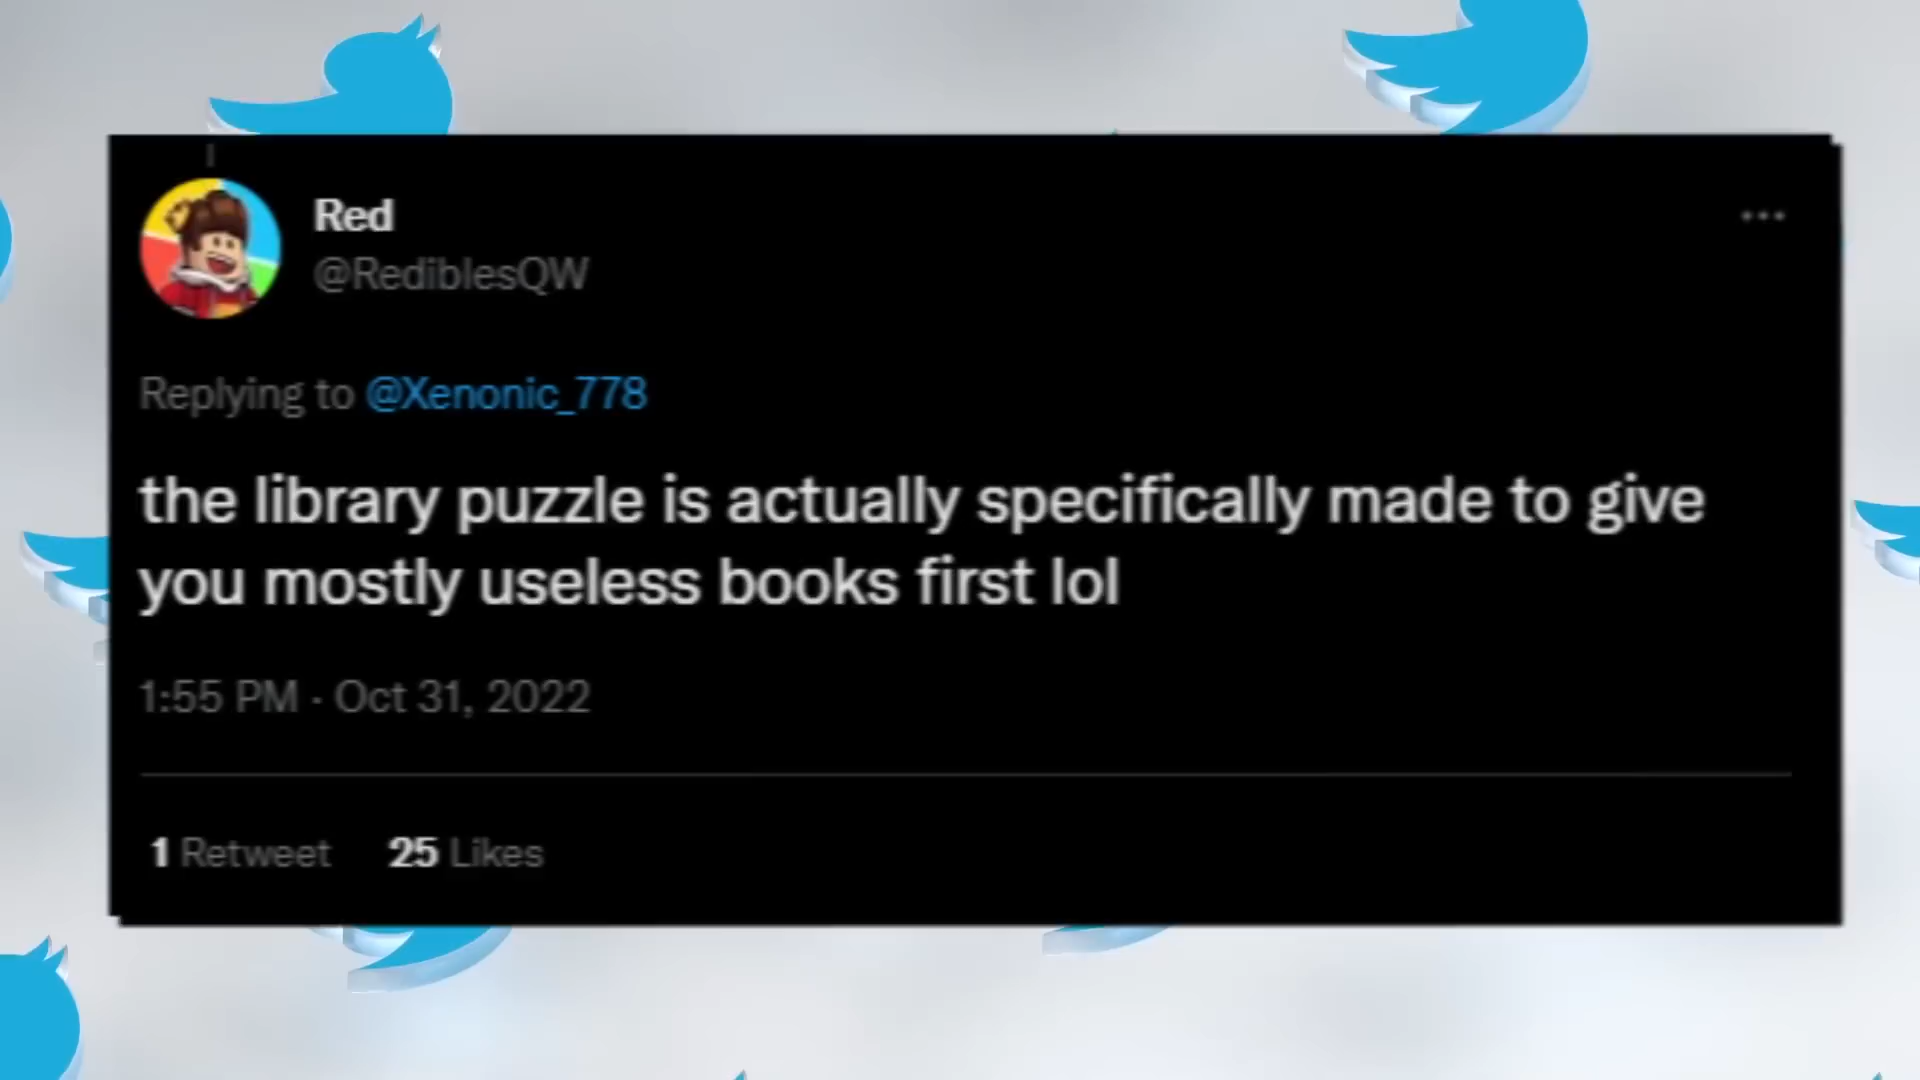 Red
@RediblesQW
Replying to @Xenonic_778
the library puzzle is actually specifically made to give
you mostly useless books first lol
1:55 PM · Oct 31, 2022
1 Retweet 25 Likes